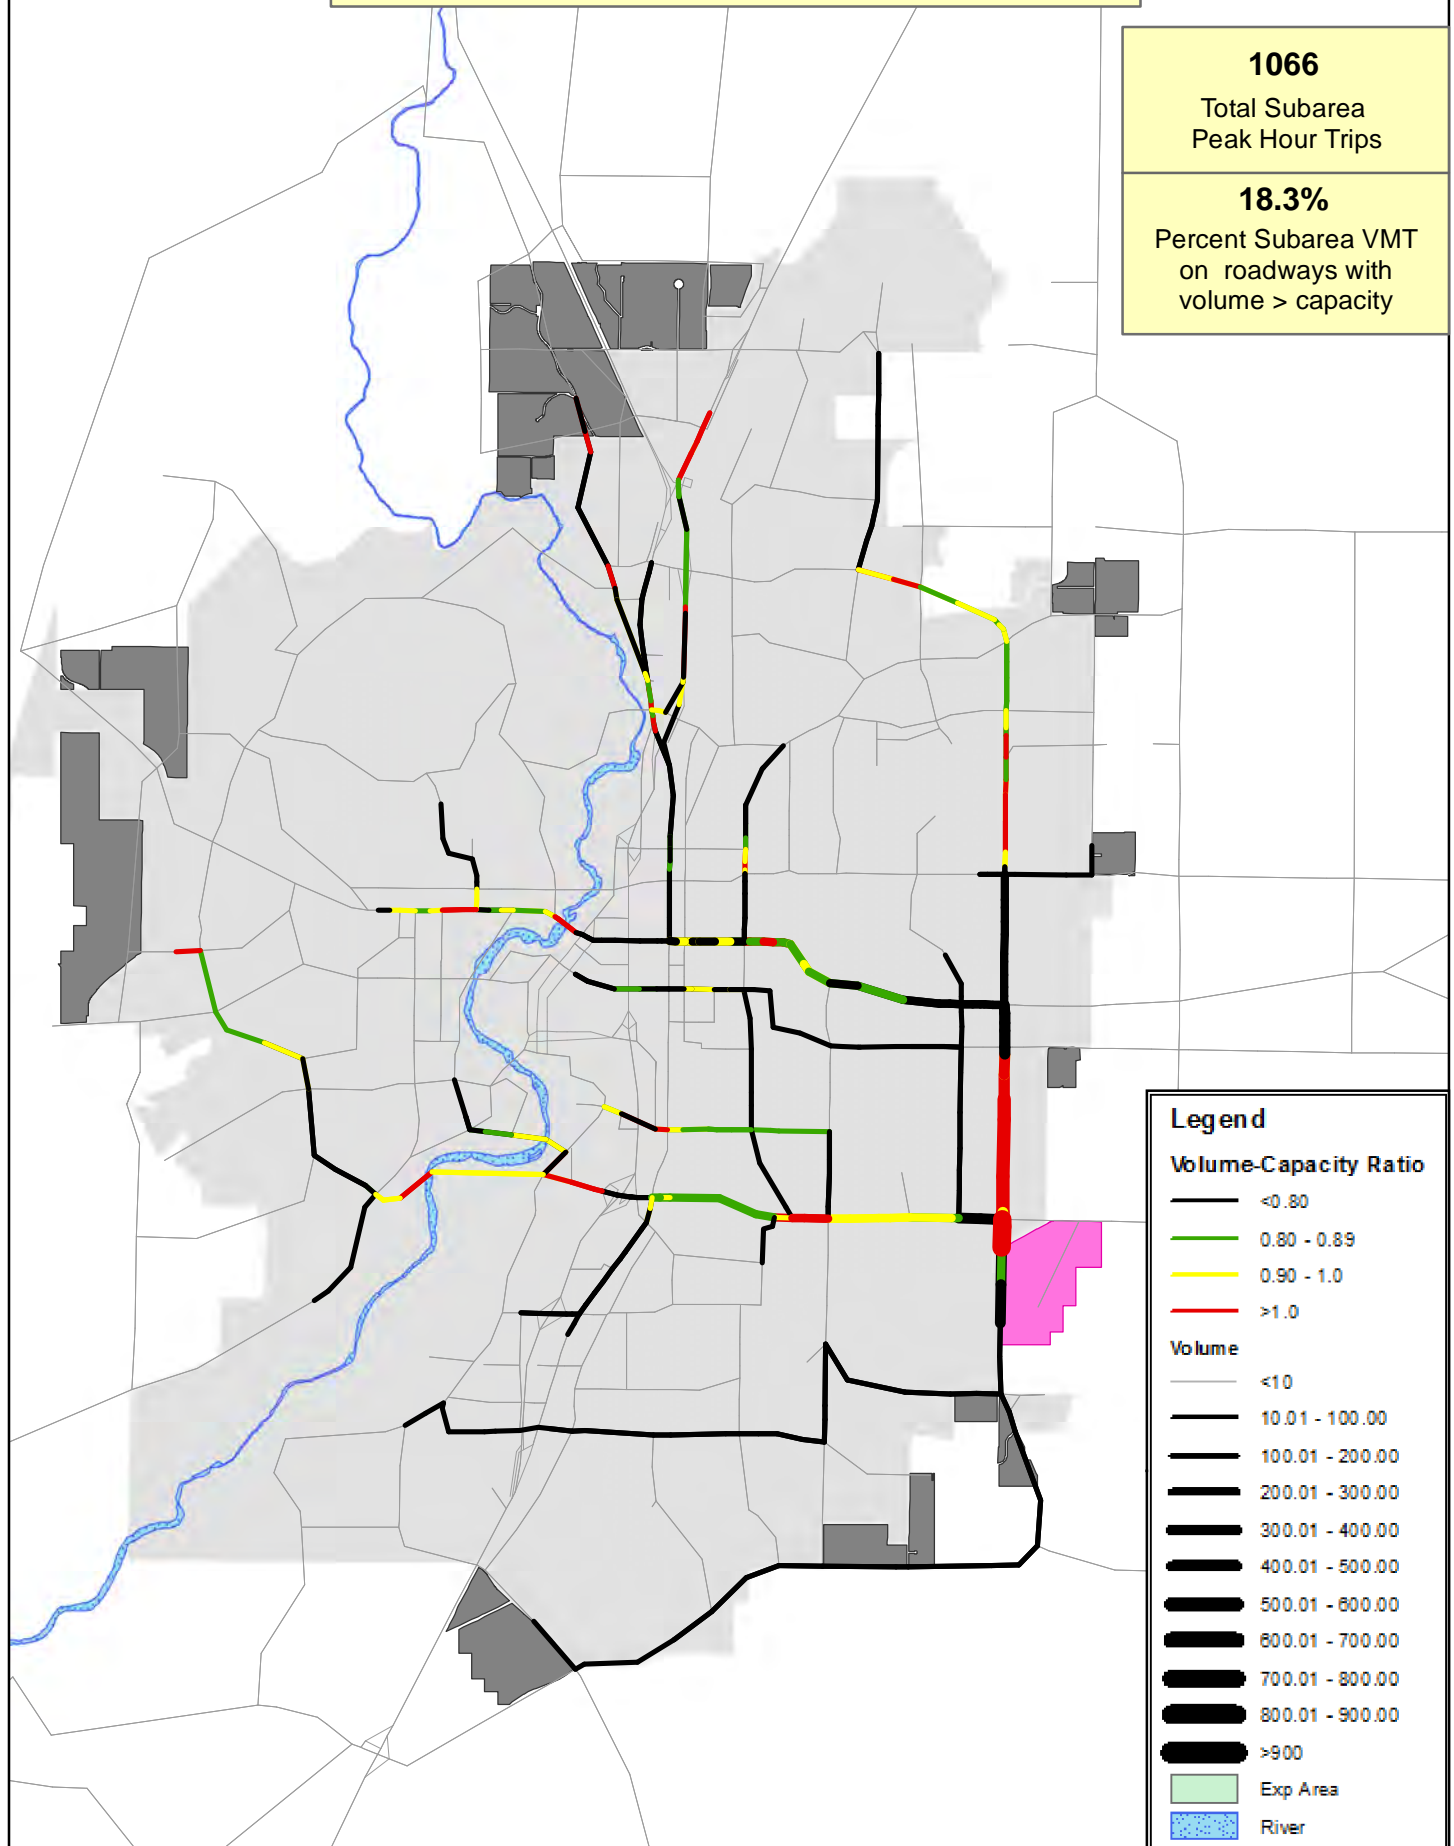 1066
Total Subarea
Peak Hour Trips
18.3%
Percent Subarea VMT
on roadways with
volume > capacity
Legend
Volume-Capacity Ratio
<0.80
0.80 - 0.89
0.90 - 1.0
>1.0
Volume
<10
10.01 - 100.00
100.01 - 200.00
200.01 - 300.00
300.01 - 400.00
400.01 - 500.00
500.01 - 600.00
600.01 - 700.00
700.01 - 800.00
800.01 - 900.00
>900
Exp Area
River